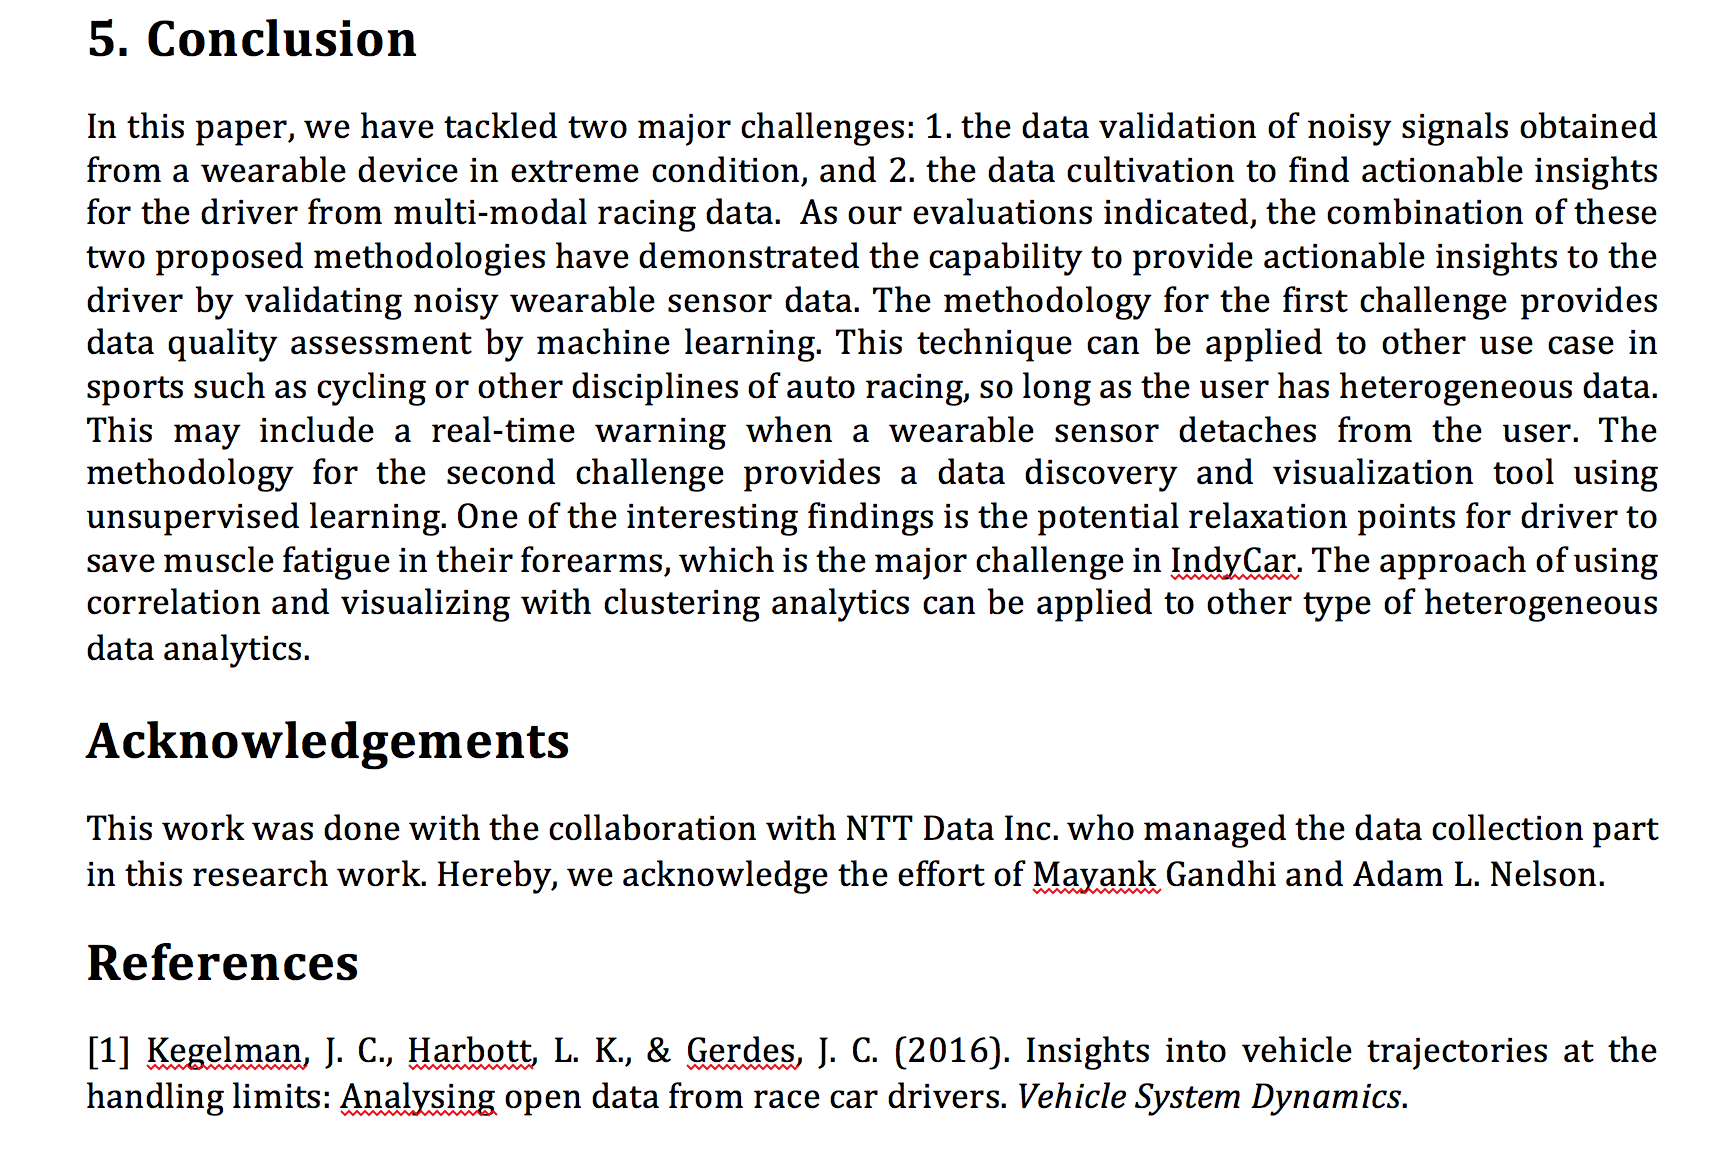 5. Conclusion
In this paper, we have tackled two major challenges: 1. the data validation of noisy signals obtained
from a wearable device in extreme condition, and 2. the data cultivation to find actionable insights
for the driver from multi-modal racing data.  As our evaluations indicated, the combination of these
two proposed methodologies have demonstrated the capability to provide actionable insights to the
driver by validating noisy wearable sensor data. The methodology for the first challenge provides
data quality assessment by machine learning. This technique can be applied to other use case in
sports such as cycling or other disciplines of auto racing, so long as the user has heterogeneous data.
This may include a real-time warning when a wearable sensor detaches from the user. The
methodology for the second challenge provides a data discovery and visualization tool using
unsupervised learning. One of the interesting findings is the potential relaxation points for driver to
save muscle fatigue in their forearms, which is the major challenge in IndyCar. The approach of using
correlation and visualizing with clustering analytics can be applied to other type of heterogeneous
data analytics.
Acknowledgements
This work was done with the collaboration with NTT Data Inc. who managed the data collection part
in this research work. Hereby, we acknowledge the effort of Mayank Gandhi and Adam L. Nelson.
References
[1] Kegelman, J. C., Harbott, L. K., & Gerdes, J. C. (2016). Insights into vehicle trajectories at the
handling limits: Analysing open data from race car drivers. Vehicle System Dynamics.